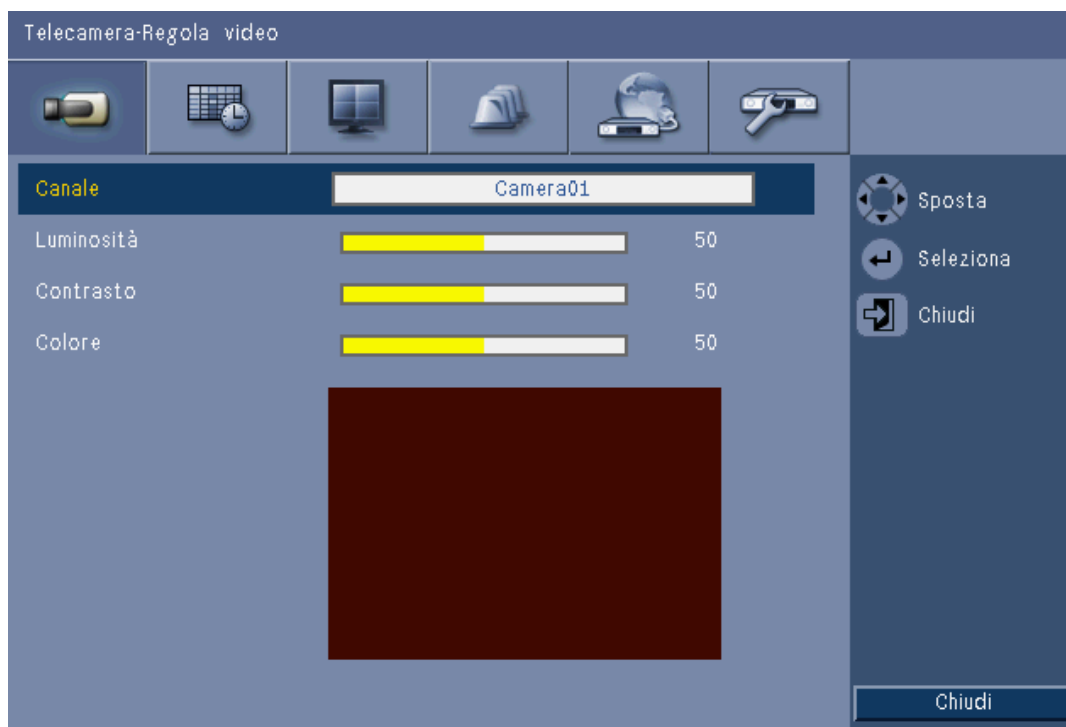 Telecamera-Regola video
Canale Camera01
Luminosità 50
Contrasto 50
Colore 50
Sposta
Seleziona
Chiudi
Chiudi